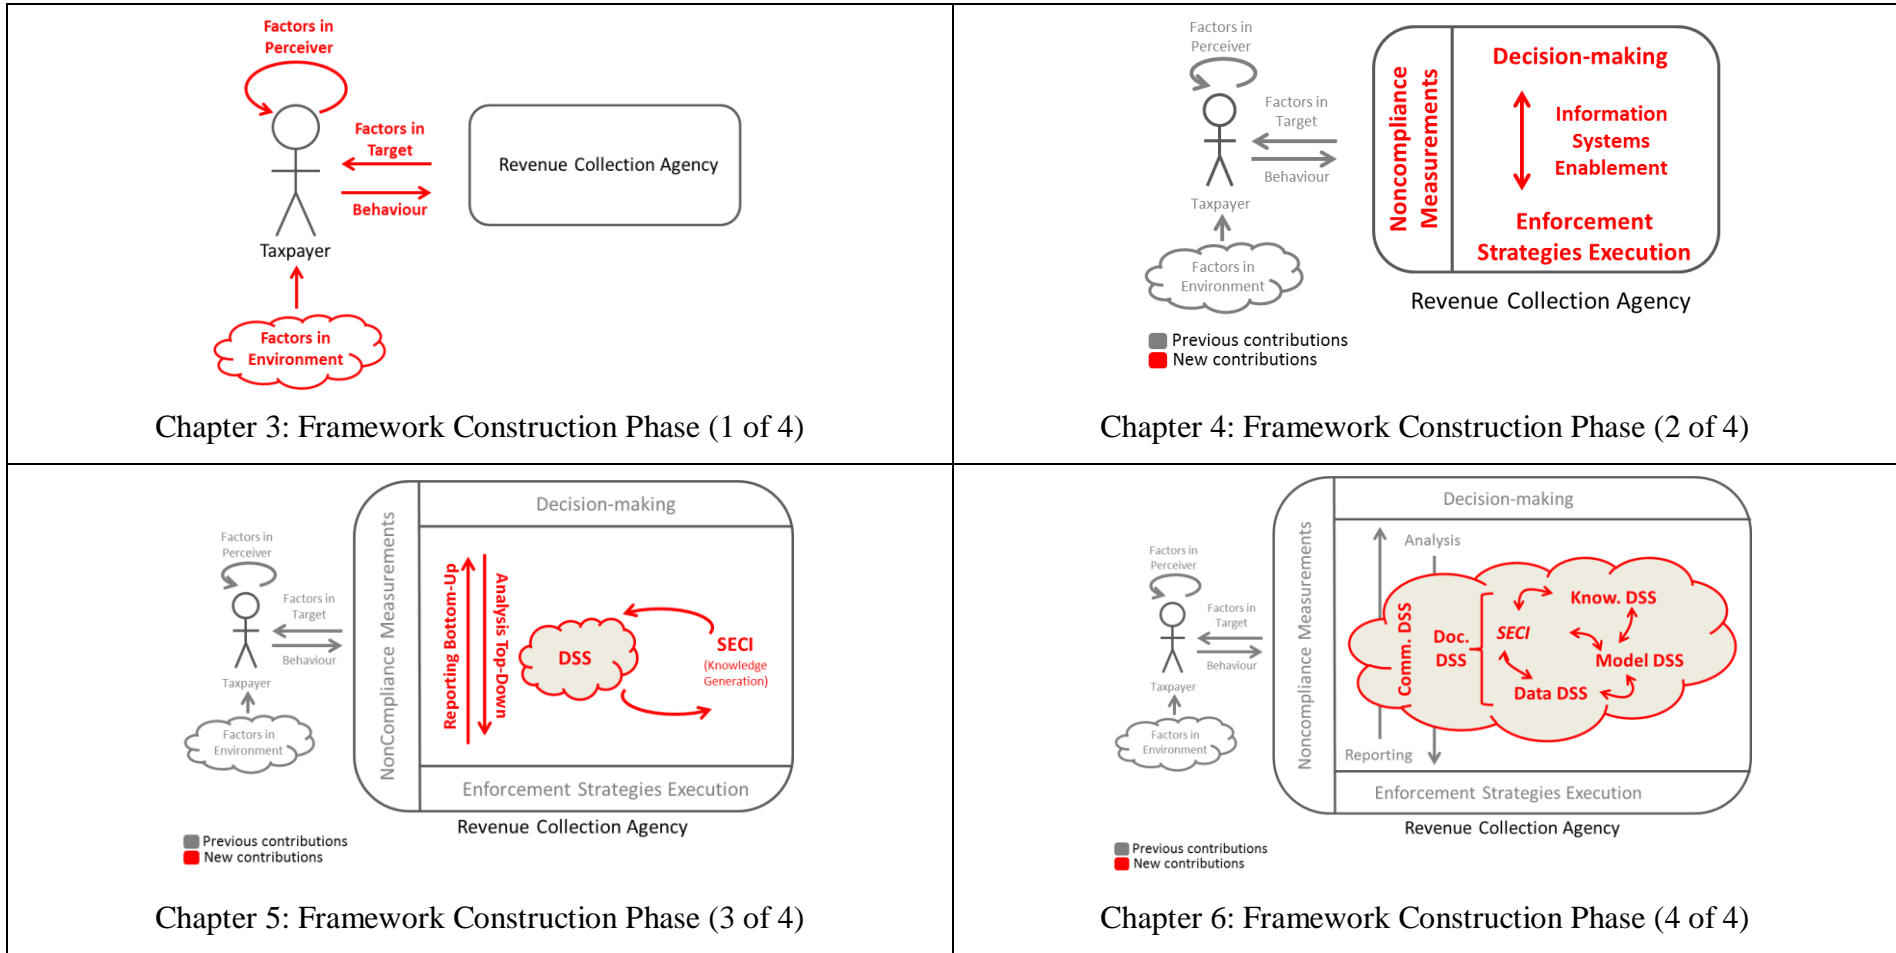 Factors in
Perceiver
Factors in
Target
Behaviour
Taxpayer
Factors in
Environment
Revenue Collection Agency
Chapter 3: Framework Construction Phase (1 of 4)
Factors in
Perceiver
Factors in
Target
Behaviour
Taxpayer
Factors in
Environment
Noncompliance
Measurements
Decision-making
Information
Systems
Enablement
Enforcement
Strategies Execution
Revenue Collection Agency
Previous contributions
New contributions
Chapter 4: Framework Construction Phase (2 of 4)
Factors in
Perceiver
Factors in
Target
Behaviour
Taxpayer
Factors in
Environment
NonCompliance Measurements
Decision-making
Reporting Bottom-Up
Analysis Top-Down
DSS
SECI
(Knowledge
Generation)
Enforcement Strategies Execution
Revenue Collection Agency
Previous contributions
New contributions
Chapter 5: Framework Construction Phase (3 of 4)
Factors in
Perceiver
Factors in
Target
Behaviour
Taxpayer
Factors in
Environment
Noncompliance Measurements
Decision-making
Analysis
Comm. DSS
Doc.
DSS
SECI
Know. DSS
Model DSS
Data DSS
Reporting
Enforcement Strategies Execution
Revenue Collection Agency
Previous contributions
New contributions
Chapter 6: Framework Construction Phase (4 of 4)